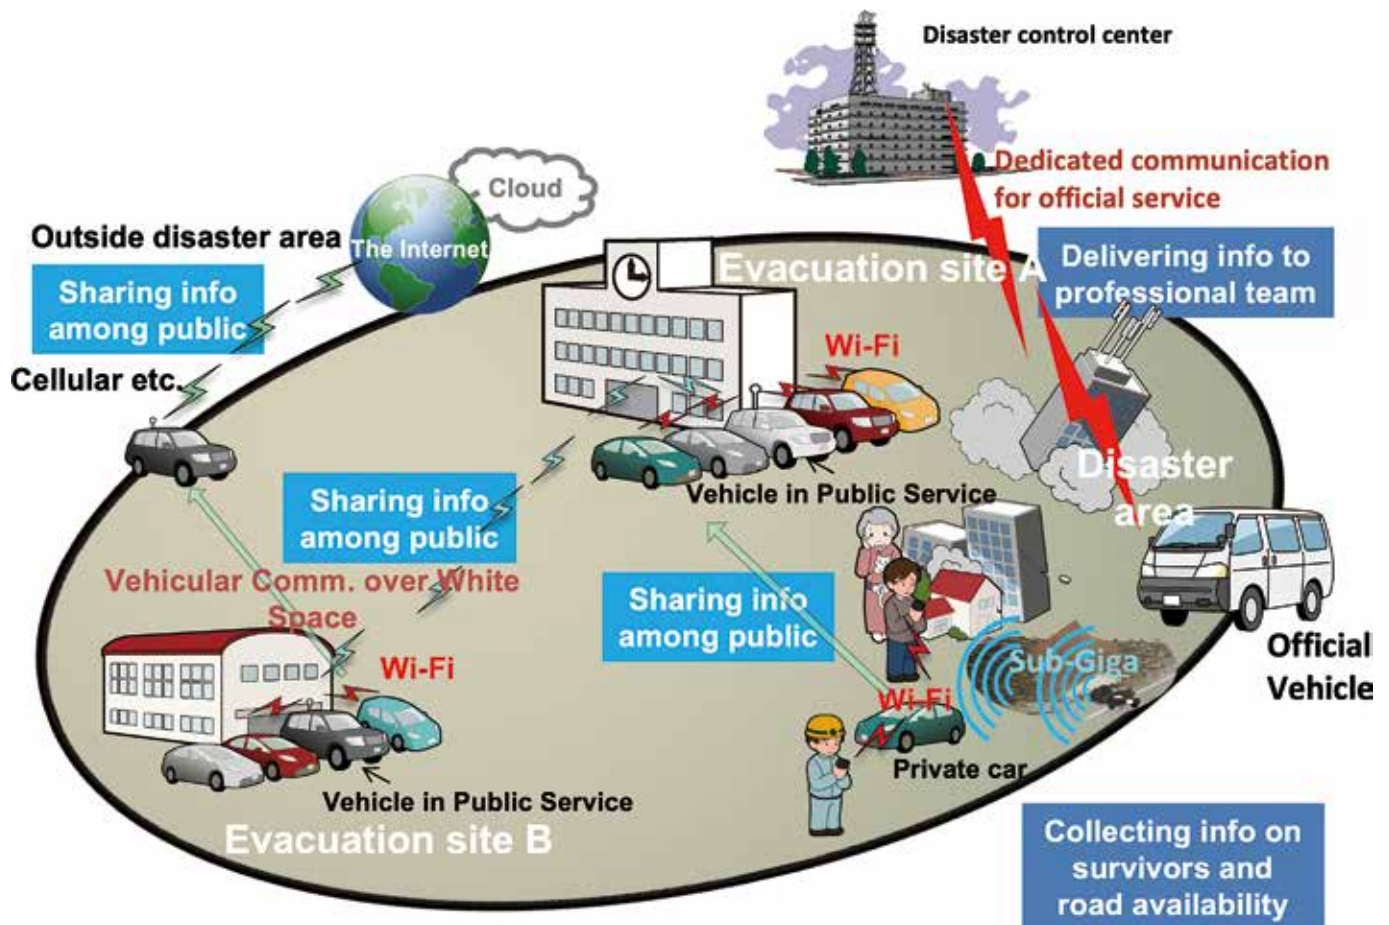 Disaster control center
Dedicated communication
for official service
Cloud
Outside disaster area
The Internet
Sharing info
among public
Cellular etc.
Evacuation site A
Delivering info to
professional team
Wi-Fi
Disaster
area
Vehicle in Public Service
Sharing info
among public
Vehicular Comm. over White
Space
Sharing info
among public
Wi-Fi
Sub-Giga
Official
Vehicle
Wi-Fi
Private car
Vehicle in Public Service
Evacuation site B
Collecting info on
survivors and
road availability